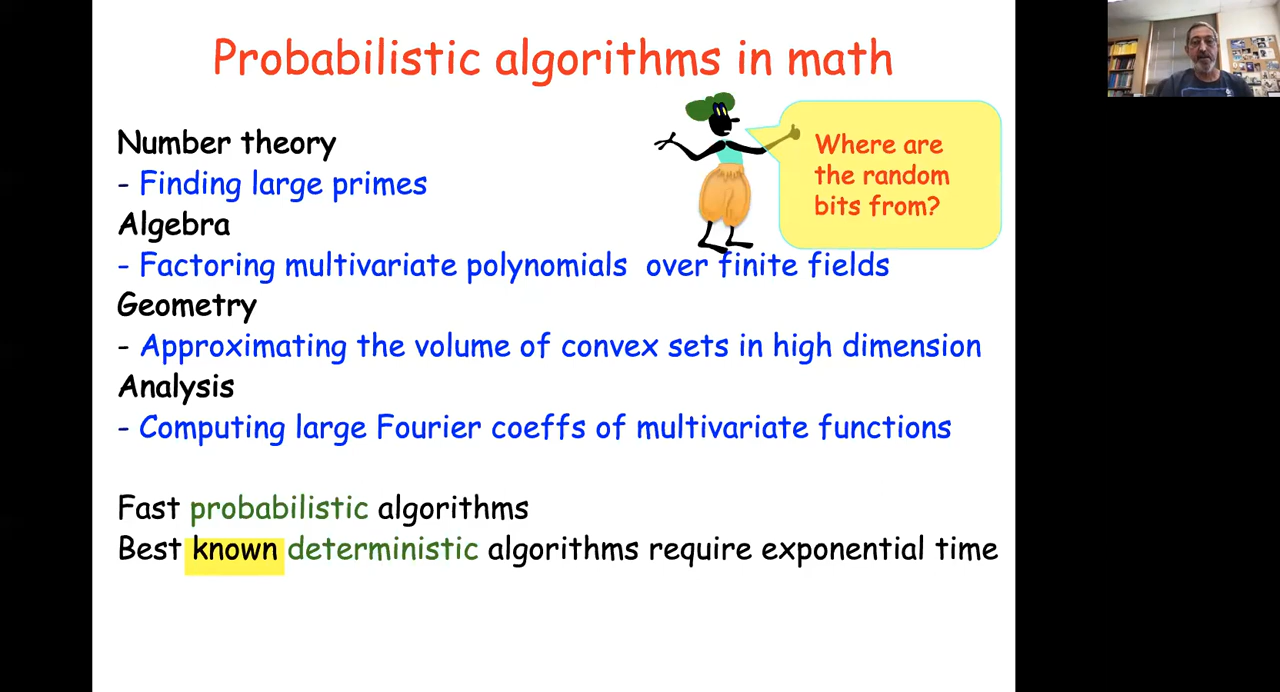 Probabilistic algorithms in math
Number theory
- Finding large primes
Algebra
- Factoring multivariate polynomials over finite fields
Geometry
- Approximating the volume of convex sets in high dimension
Analysis
- Computing large Fourier coeffs of multivariate functions
Where are
the random
bits from?
Fast probabilistic algorithms
Best known deterministic algorithms require exponential time